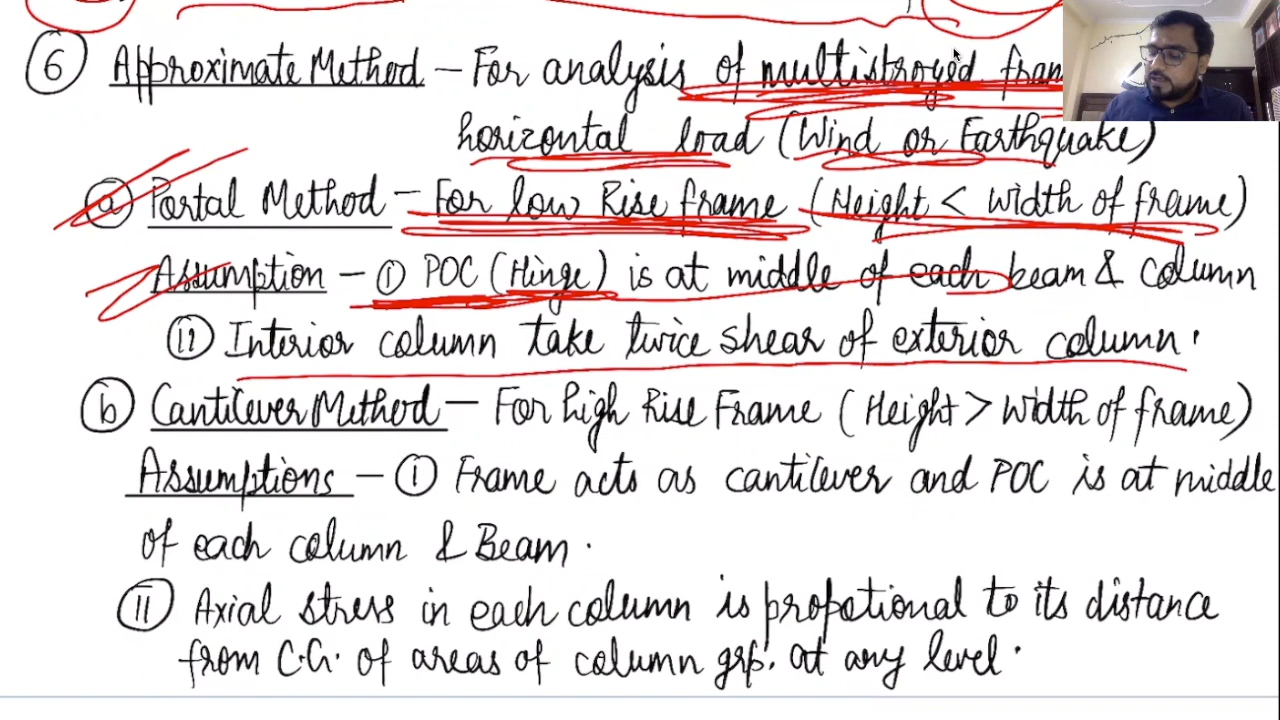 ⑥ Approximate Method – For analysis of multistroyed fram
horizontal load (Wind or Earthquake)
ⓐ Portal Method – For low Rise frame (Height < width of frame)
Assumption – ① POC (Hinge) is at middle of each beam & Column
ⅱ Interior column take twice shear of exterior column.
ⓑ Cantilever Method – For high Rise Frame (Height > width of frame)
Assumptions – ① Frame acts as cantilever and POC is at middle
of each column & Beam.
ⅱ Axial stress in each column is propotional to its distance
from C.G. of areas of column grp. at any level.